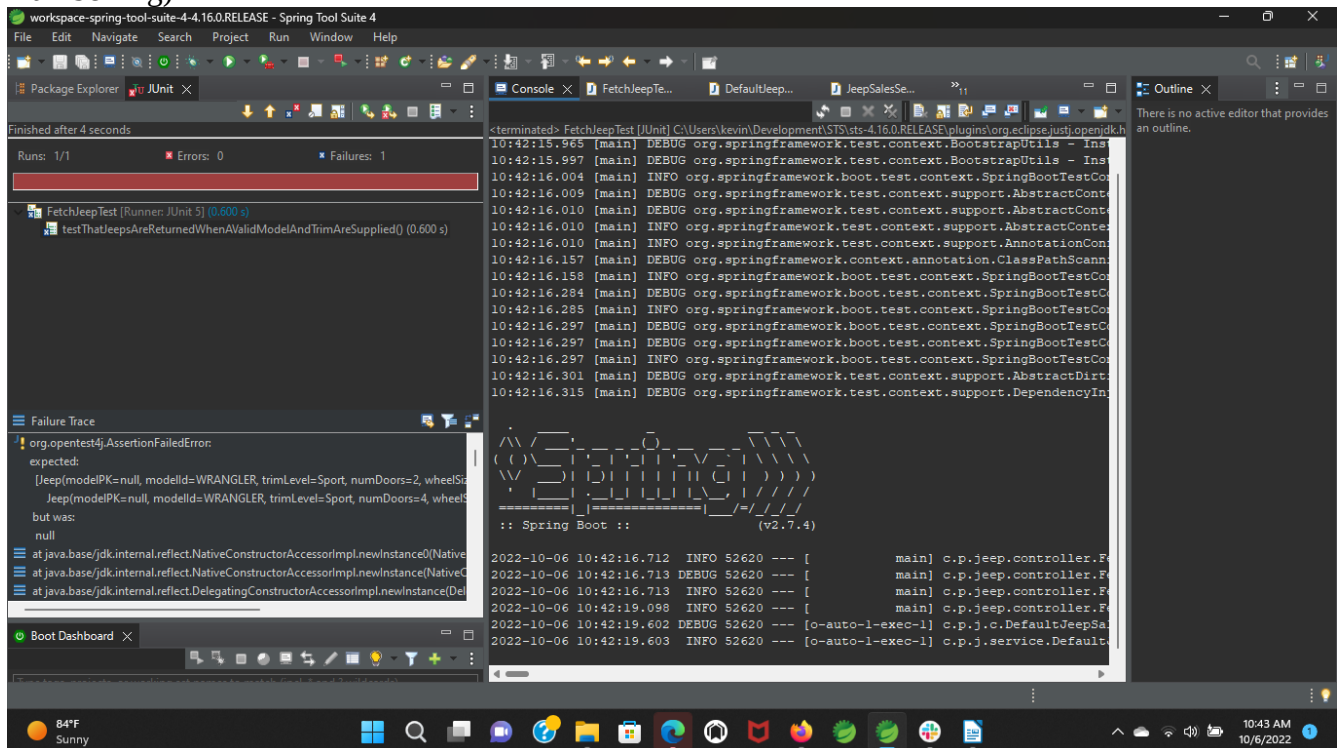 workspace-spring-tool-suite-4-4.16.0.RELEASE - Spring Tool Suite 4
File Edit Navigate Search Project Run Window Help
Package Explorer JUnit
Finished after 4 seconds
Runs: 1/1 Errors: 0 Failures: 1
FetchJeepTest [Runner: JUnit 5] (0.600 s)
testThatJeepsAreReturnedWhenAValidModelAndTrimAreSupplied() (0.600 s)
Failure Trace
org.opentest4j.AssertionFailedError:
expected:
[Jeep(modelPK=null, modelId=WRANGLER, trimLevel=Sport, numDoors=2, wheelSiz
Jeep(modelPK=null, modelId=WRANGLER, trimLevel=Sport, numDoors=4, wheelS
but was:
null
at java.base/jdk.internal.reflect.NativeConstructorAccessorImpl.newInstance0(Native
at java.base/jdk.internal.reflect.NativeConstructorAccessorImpl.newInstance(NativeC
at java.base/jdk.internal.reflect.DelegatingConstructorAccessorImpl.newInstance(Del
Boot Dashboard
Console FetchJeepTe... DefaultJeep... JeepSalesSe... »11
<terminated> FetchJeepTest [JUnit] C:\Users\kevin\Development\STS\sts-4.16.0.RELEASE\plugins\org.eclipse.justj.openjdk.h
10:42:15.965 [main] DEBUG org.springframework.test.context.BootstrapUtils - Inst
10:42:15.997 [main] DEBUG org.springframework.test.context.BootstrapUtils - Inst
10:42:16.004 [main] INFO org.springframework.boot.test.context.SpringBootTestCon
10:42:16.009 [main] DEBUG org.springframework.test.context.support.AbstractConte
10:42:16.010 [main] DEBUG org.springframework.test.context.support.AbstractConte
10:42:16.010 [main] INFO org.springframework.test.context.support.AbstractContex
10:42:16.010 [main] INFO org.springframework.test.context.support.AnnotationConf
10:42:16.157 [main] DEBUG org.springframework.context.annotation.ClassPathScanni
10:42:16.158 [main] INFO org.springframework.boot.test.context.SpringBootTestCon
10:42:16.284 [main] DEBUG org.springframework.boot.test.context.SpringBootTestCo
10:42:16.285 [main] INFO org.springframework.boot.test.context.SpringBootTestCon
10:42:16.297 [main] DEBUG org.springframework.boot.test.context.SpringBootTestCo
10:42:16.297 [main] DEBUG org.springframework.boot.test.context.SpringBootTestCo
10:42:16.297 [main] INFO org.springframework.boot.test.context.SpringBootTestCon
10:42:16.301 [main] DEBUG org.springframework.test.context.support.AbstractDirti
10:42:16.315 [main] DEBUG org.springframework.test.context.support.DependencyInj
:: Spring Boot :: (v2.7.4)
2022-10-06 10:42:16.712 INFO 52620 --- [ main] c.p.jeep.controller.Fe
2022-10-06 10:42:16.713 DEBUG 52620 --- [ main] c.p.jeep.controller.Fe
2022-10-06 10:42:16.713 INFO 52620 --- [ main] c.p.jeep.controller.Fe
2022-10-06 10:42:19.098 INFO 52620 --- [ main] c.p.jeep.controller.Fe
2022-10-06 10:42:19.602 DEBUG 52620 --- [o-auto-1-exec-1] c.p.j.c.DefaultJeepSal
2022-10-06 10:42:19.603 INFO 52620 --- [o-auto-1-exec-1] c.p.j.service.DefaultJ
Outline
There is no active editor that provides
an outline.
84°F
Sunny
10:43 AM
10/6/2022
1